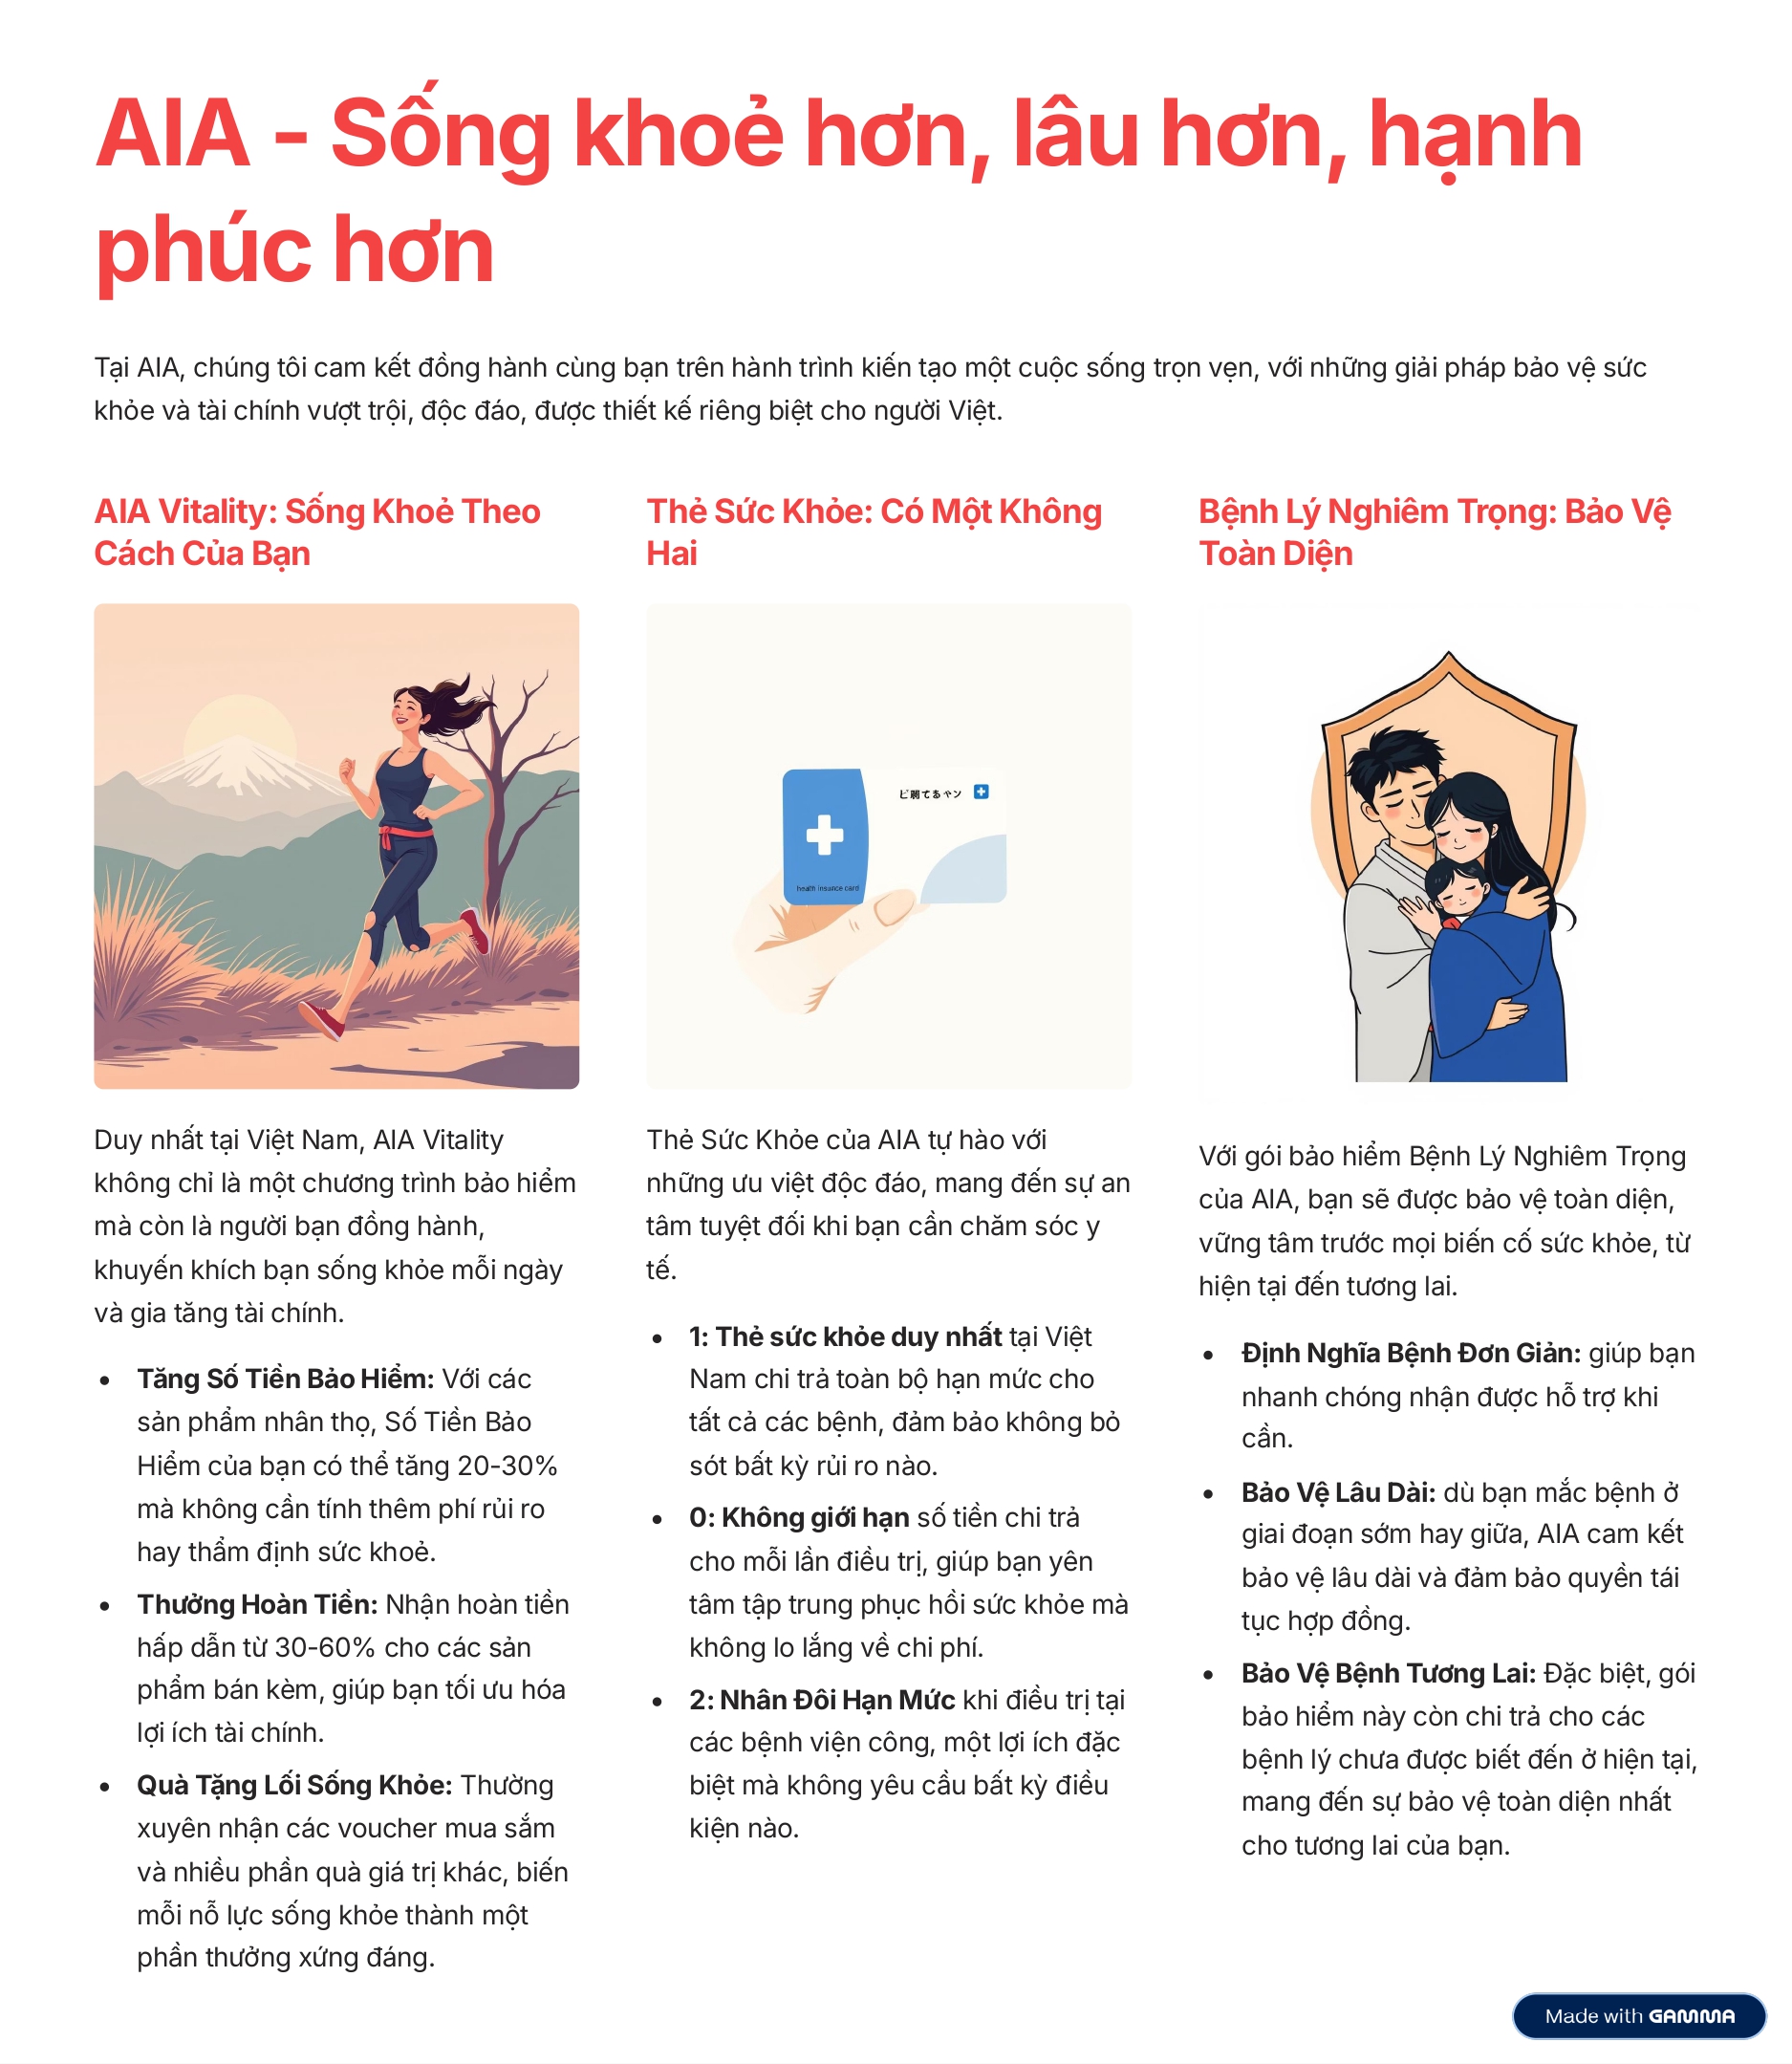 AIA - Sống khoẻ hơn, lâu hơn, hạnh
phúc hơn
Tại AIA, chúng tôi cam kết đồng hành cùng bạn trên hành trình kiến tạo một cuộc sống trọn vẹn, với những giải pháp bảo vệ sức
khỏe và tài chính vượt trội, độc đáo, được thiết kế riêng biệt cho người Việt.
AIA Vitality: Sống Khoẻ Theo
Cách Của Bạn
Duy nhất tại Việt Nam, AIA Vitality
không chỉ là một chương trình bảo hiểm
mà còn là người bạn đồng hành,
khuyến khích bạn sống khỏe mỗi ngày
và gia tăng tài chính.
• Tăng Số Tiền Bảo Hiểm: Với các
sản phẩm nhân thọ, Số Tiền Bảo
Hiểm của bạn có thể tăng 20-30%
mà không cần tính thêm phí rủi ro
hay thẩm định sức khoẻ.
• Thưởng Hoàn Tiền: Nhận hoàn tiền
hấp dẫn từ 30-60% cho các sản
phẩm bán kèm, giúp bạn tối ưu hóa
lợi ích tài chính.
• Quà Tặng Lối Sống Khỏe: Thường
xuyên nhận các voucher mua sắm
và nhiều phần quà giá trị khác, biến
mỗi nỗ lực sống khỏe thành một
phần thưởng xứng đáng.
Thẻ Sức Khỏe: Có Một Không
Hai
health insance card
Thẻ Sức Khỏe của AIA tự hào với
những ưu việt độc đáo, mang đến sự an
tâm tuyệt đối khi bạn cần chăm sóc y
tế.
• 1: Thẻ sức khỏe duy nhất tại Việt
Nam chi trả toàn bộ hạn mức cho
tất cả các bệnh, đảm bảo không bỏ
sót bất kỳ rủi ro nào.
• 0: Không giới hạn số tiền chi trả
cho mỗi lần điều trị, giúp bạn yên
tâm tập trung phục hồi sức khỏe mà
không lo lắng về chi phí.
• 2: Nhân Đôi Hạn Mức khi điều trị tại
các bệnh viện công, một lợi ích đặc
biệt mà không yêu cầu bất kỳ điều
kiện nào.
Bệnh Lý Nghiêm Trọng: Bảo Vệ
Toàn Diện
Với gói bảo hiểm Bệnh Lý Nghiêm Trọng
của AIA, bạn sẽ được bảo vệ toàn diện,
vững tâm trước mọi biến cố sức khỏe, từ
hiện tại đến tương lai.
• Định Nghĩa Bệnh Đơn Giản: giúp bạn
nhanh chóng nhận được hỗ trợ khi
cần.
• Bảo Vệ Lâu Dài: dù bạn mắc bệnh ở
giai đoạn sớm hay giữa, AIA cam kết
bảo vệ lâu dài và đảm bảo quyền tái
tục hợp đồng.
• Bảo Vệ Bệnh Tương Lai: Đặc biệt, gói
bảo hiểm này còn chi trả cho các
bệnh lý chưa được biết đến ở hiện tại,
mang đến sự bảo vệ toàn diện nhất
cho tương lai của bạn.
Made with GAMMA